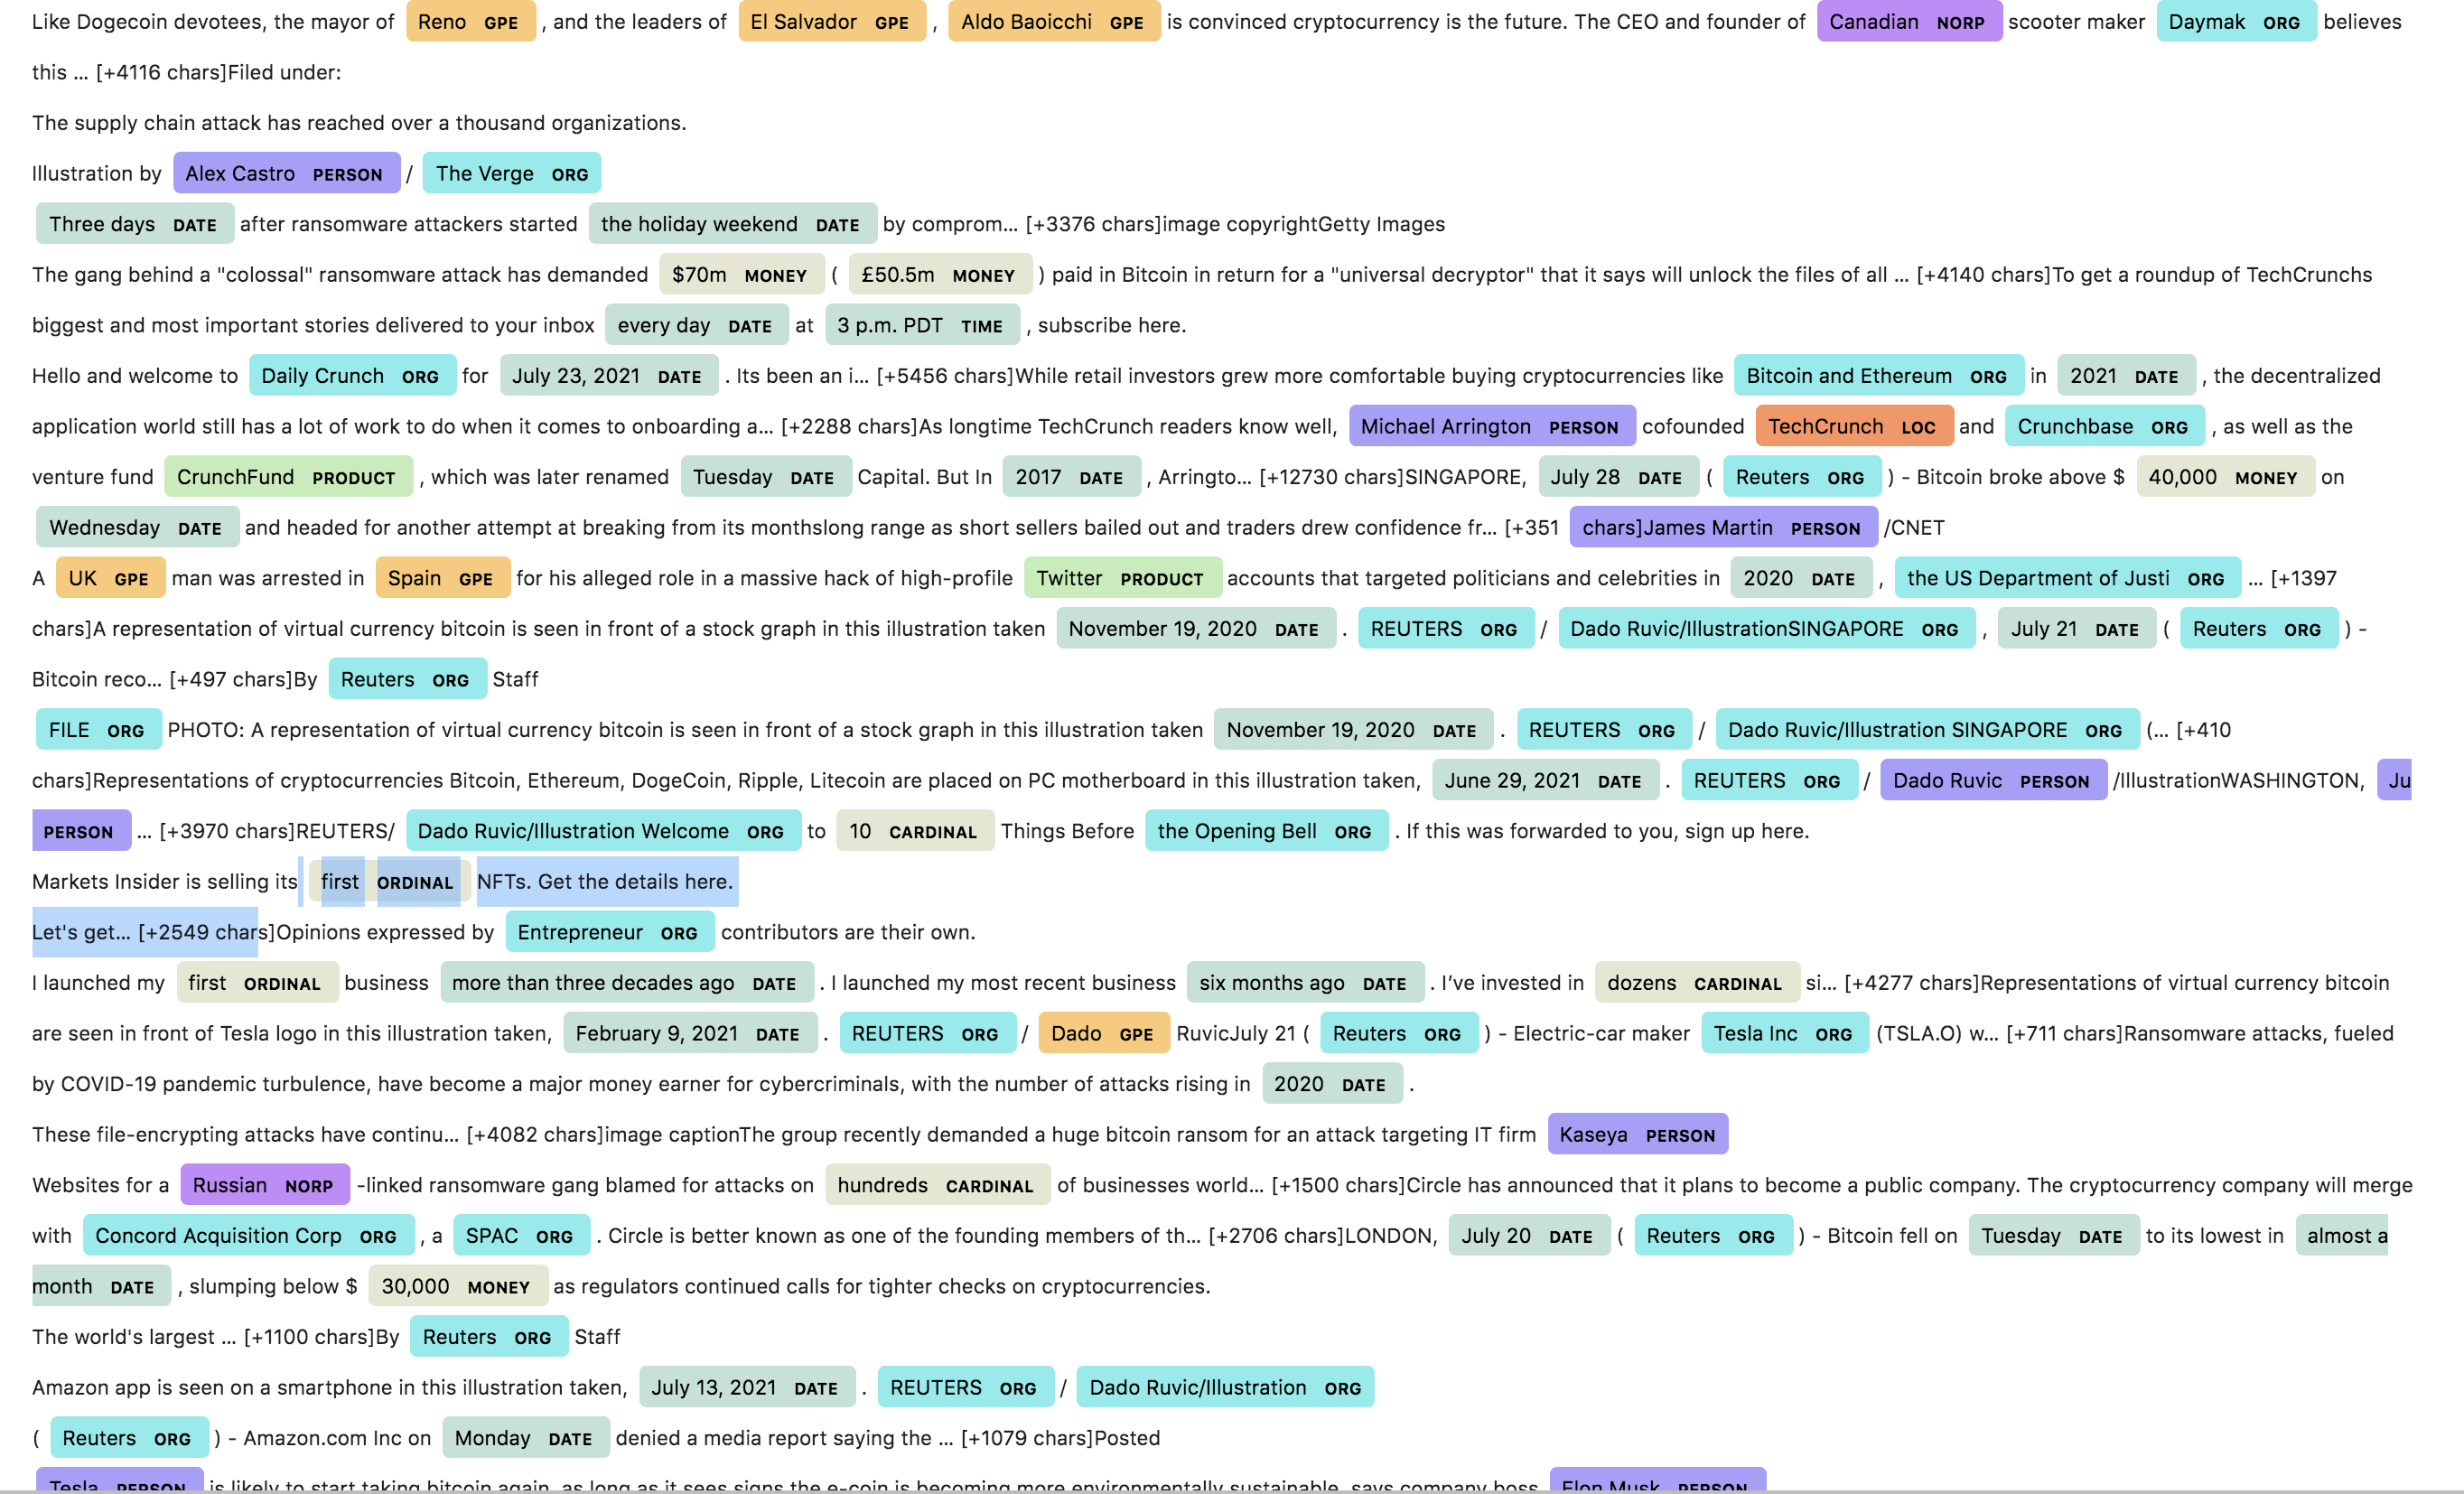 Like Dogecoin devotees, the mayor of Reno GPE , and the leaders of El Salvador GPE , Aldo Baoicchi GPE is convinced cryptocurrency is the future. The CEO and founder of Canadian NORP scooter maker Daymak ORG believes
this … [+4116 chars]Filed under:
The supply chain attack has reached over a thousand organizations.
Illustration by Alex Castro PERSON / The Verge ORG
Three days DATE after ransomware attackers started the holiday weekend DATE by comprom… [+3376 chars]image copyrightGetty Images
The gang behind a "colossal" ransomware attack has demanded $70m MONEY ( £50.5m MONEY ) paid in Bitcoin in return for a "universal decryptor" that it says will unlock the files of all … [+4140 chars]To get a roundup of TechCrunchs
biggest and most important stories delivered to your inbox every day DATE at 3 p.m. PDT TIME , subscribe here.
Hello and welcome to Daily Crunch ORG for July 23, 2021 DATE . Its been an i… [+5456 chars]While retail investors grew more comfortable buying cryptocurrencies like Bitcoin and Ethereum ORG in 2021 DATE , the decentralized
application world still has a lot of work to do when it comes to onboarding a… [+2288 chars]As longtime TechCrunch readers know well, Michael Arrington PERSON cofounded TechCrunch LOC and Crunchbase ORG , as well as the
venture fund CrunchFund PRODUCT , which was later renamed Tuesday DATE Capital. But In 2017 DATE , Arringto… [+12730 chars]SINGAPORE, July 28 DATE ( Reuters ORG ) - Bitcoin broke above $ 40,000 MONEY on
Wednesday DATE and headed for another attempt at breaking from its monthslong range as short sellers bailed out and traders drew confidence fr… [+351 chars]James Martin PERSON /CNET
A UK GPE man was arrested in Spain GPE for his alleged role in a massive hack of high-profile Twitter PRODUCT accounts that targeted politicians and celebrities in 2020 DATE , the US Department of Justi ORG … [+1397
chars]A representation of virtual currency bitcoin is seen in front of a stock graph in this illustration taken November 19, 2020 DATE . REUTERS ORG / Dado Ruvic/IllustrationSINGAPORE ORG , July 21 DATE ( Reuters ORG ) -
Bitcoin reco… [+497 chars]By Reuters ORG Staff
FILE ORG PHOTO: A representation of virtual currency bitcoin is seen in front of a stock graph in this illustration taken November 19, 2020 DATE . REUTERS ORG / Dado Ruvic/Illustration SINGAPORE ORG (… [+410
chars]Representations of cryptocurrencies Bitcoin, Ethereum, DogeCoin, Ripple, Litecoin are placed on PC motherboard in this illustration taken, June 29, 2021 DATE . REUTERS ORG / Dado Ruvic PERSON /IllustrationWASHINGTON, Ju
PERSON … [+3970 chars]REUTERS/ Dado Ruvic/Illustration Welcome ORG to 10 CARDINAL Things Before the Opening Bell ORG . If this was forwarded to you, sign up here.
Markets Insider is selling its first ORDINAL NFTs. Get the details here.
Let's get… [+2549 chars]Opinions expressed by Entrepreneur ORG contributors are their own.
I launched my first ORDINAL business more than three decades ago DATE . I launched my most recent business six months ago DATE . I’ve invested in dozens CARDINAL si… [+4277 chars]Representations of virtual currency bitcoin
are seen in front of Tesla logo in this illustration taken, February 9, 2021 DATE . REUTERS ORG / Dado GPE RuvicJuly 21 ( Reuters ORG ) - Electric-car maker Tesla Inc ORG (TSLA.O) w… [+711 chars]Ransomware attacks, fueled
by COVID-19 pandemic turbulence, have become a major money earner for cybercriminals, with the number of attacks rising in 2020 DATE .
These file-encrypting attacks have continu… [+4082 chars]image captionThe group recently demanded a huge bitcoin ransom for an attack targeting IT firm Kaseya PERSON
Websites for a Russian NORP -linked ransomware gang blamed for attacks on hundreds CARDINAL of businesses world… [+1500 chars]Circle has announced that it plans to become a public company. The cryptocurrency company will merge
with Concord Acquisition Corp ORG , a SPAC ORG . Circle is better known as one of the founding members of th… [+2706 chars]LONDON, July 20 DATE ( Reuters ORG ) - Bitcoin fell on Tuesday DATE to its lowest in almost a
month DATE , slumping below $ 30,000 MONEY as regulators continued calls for tighter checks on cryptocurrencies.
The world's largest … [+1100 chars]By Reuters ORG Staff
Amazon app is seen on a smartphone in this illustration taken, July 13, 2021 DATE . REUTERS ORG / Dado Ruvic/Illustration ORG
( Reuters ORG ) - Amazon.com Inc on Monday DATE denied a media report saying the … [+1079 chars]Posted
Tesla PERSON is likely to start taking bitcoin again, as long as it sees signs the e-coin is becoming more environmentally sustainable, says company boss Elon Musk PERSON